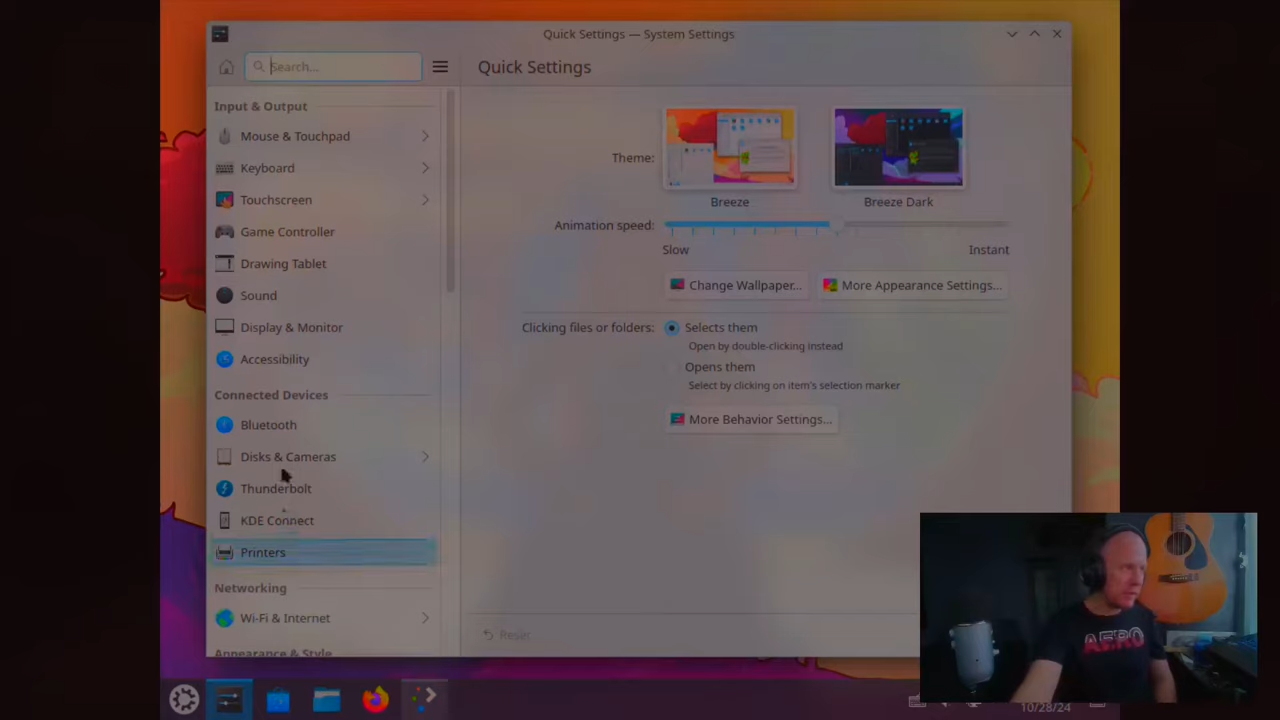 Quick Settings — System Settings
Search...
Quick Settings
Input & Output
Mouse & Touchpad
Keyboard
Touchscreen
Game Controller
Drawing Tablet
Sound
Display & Monitor
Accessibility
Connected Devices
Bluetooth
Disks & Cameras
Thunderbolt
KDE Connect
Printers
Networking
Wi-Fi & Internet
Appearance & Style
Theme:
Breeze
Breeze Dark
Animation speed:
Slow
Instant
Change Wallpaper...
More Appearance Settings...
Clicking files or folders:
Selects them
Open by double-clicking instead
Opens them
Select by clicking on item's selection marker
More Behavior Settings...
Reset
AERO
10/28/24